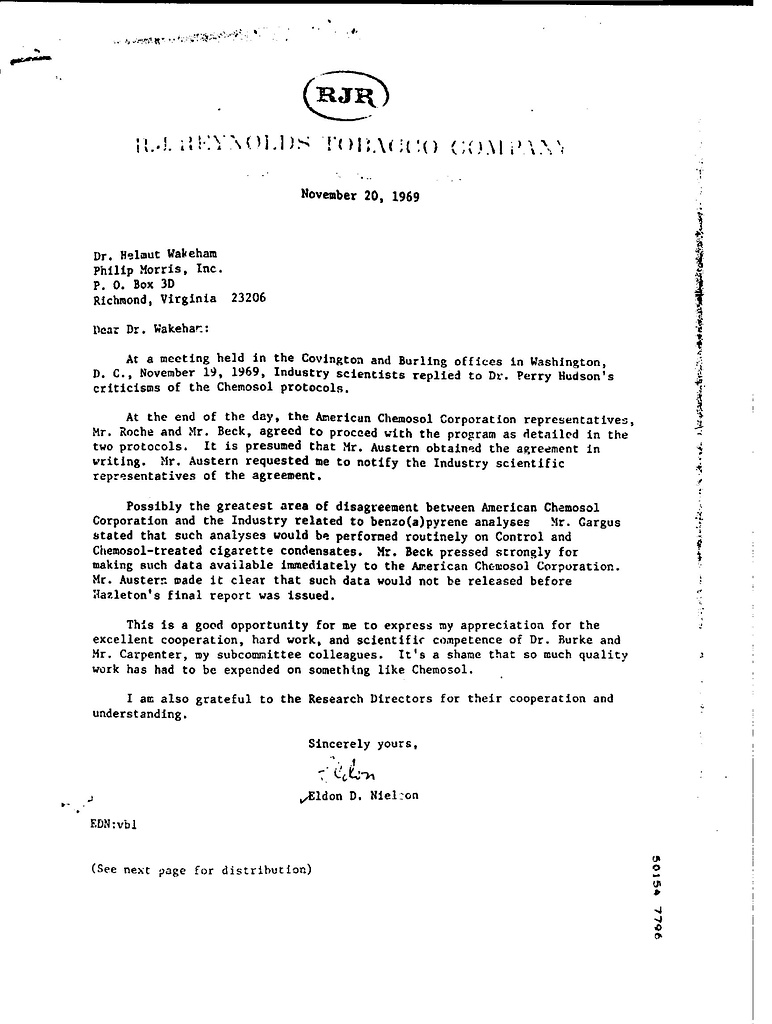 RJR
R.J. REYNOLDS TOBACCO COMPANY
November 20, 1969
Dr. Helmut Wakeham
Philip Morris, Inc.
P. O. Box 3D
Richmond, Virginia 23206
Dear Dr. Wakeham:
At a meeting held in the Covington and Burling offices in Washington,
D. C., November 19, 1969, Industry scientists replied to Dr. Perry Hudson's
criticisms of the Chemosol protocols.
At the end of the day, the American Chemosol Corporation representatives,
Mr. Roche and Mr. Beck, agreed to proceed with the program as detailed in the
two protocols. It is presumed that Mr. Austern obtained the agreement in
writing. Mr. Austern requested me to notify the Industry scientific
representatives of the agreement.
Possibly the greatest area of disagreement between American Chemosol
Corporation and the Industry related to benzo(a)pyrene analyses Mr. Gargus
stated that such analyses would be performed routinely on Control and
Chemosol-treated cigarette condensates. Mr. Beck pressed strongly for
making such data available immediately to the American Chemosol Corporation.
Mr. Austern made it clear that such data would not be released before
Hazleton's final report was issued.
This is a good opportunity for me to express my appreciation for the
excellent cooperation, hard work, and scientific competence of Dr. Burke and
Mr. Carpenter, my subcommittee colleagues. It's a shame that so much quality
work has had to be expended on something like Chemosol.
I am also grateful to the Research Directors for their cooperation and
understanding.
Sincerely yours,
Eldon
Eldon D. Nielson
EDN:vbl
(See next page for distribution)
50154 7796